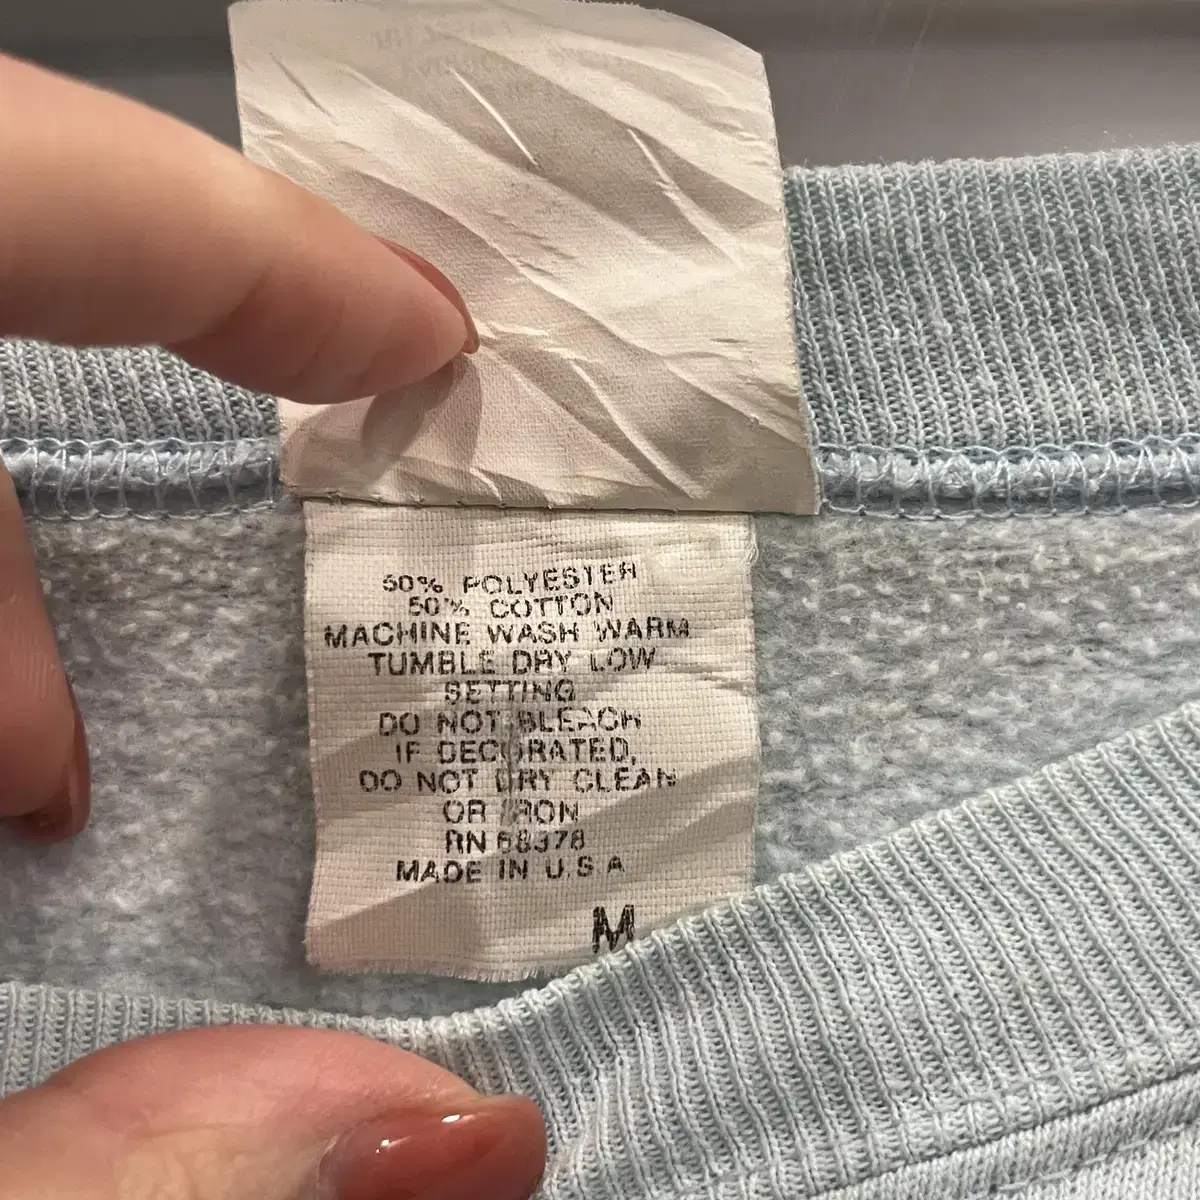 50% POLYESTER
50% COTTON
MACHINE WASH WARM
TUMBLE DRY LOW
SETTING
DO NOT BLEACH
IF DECORATED,
DO NOT DRY CLEAN
OR IRON
RN 68378
MADE IN U.S.A
M